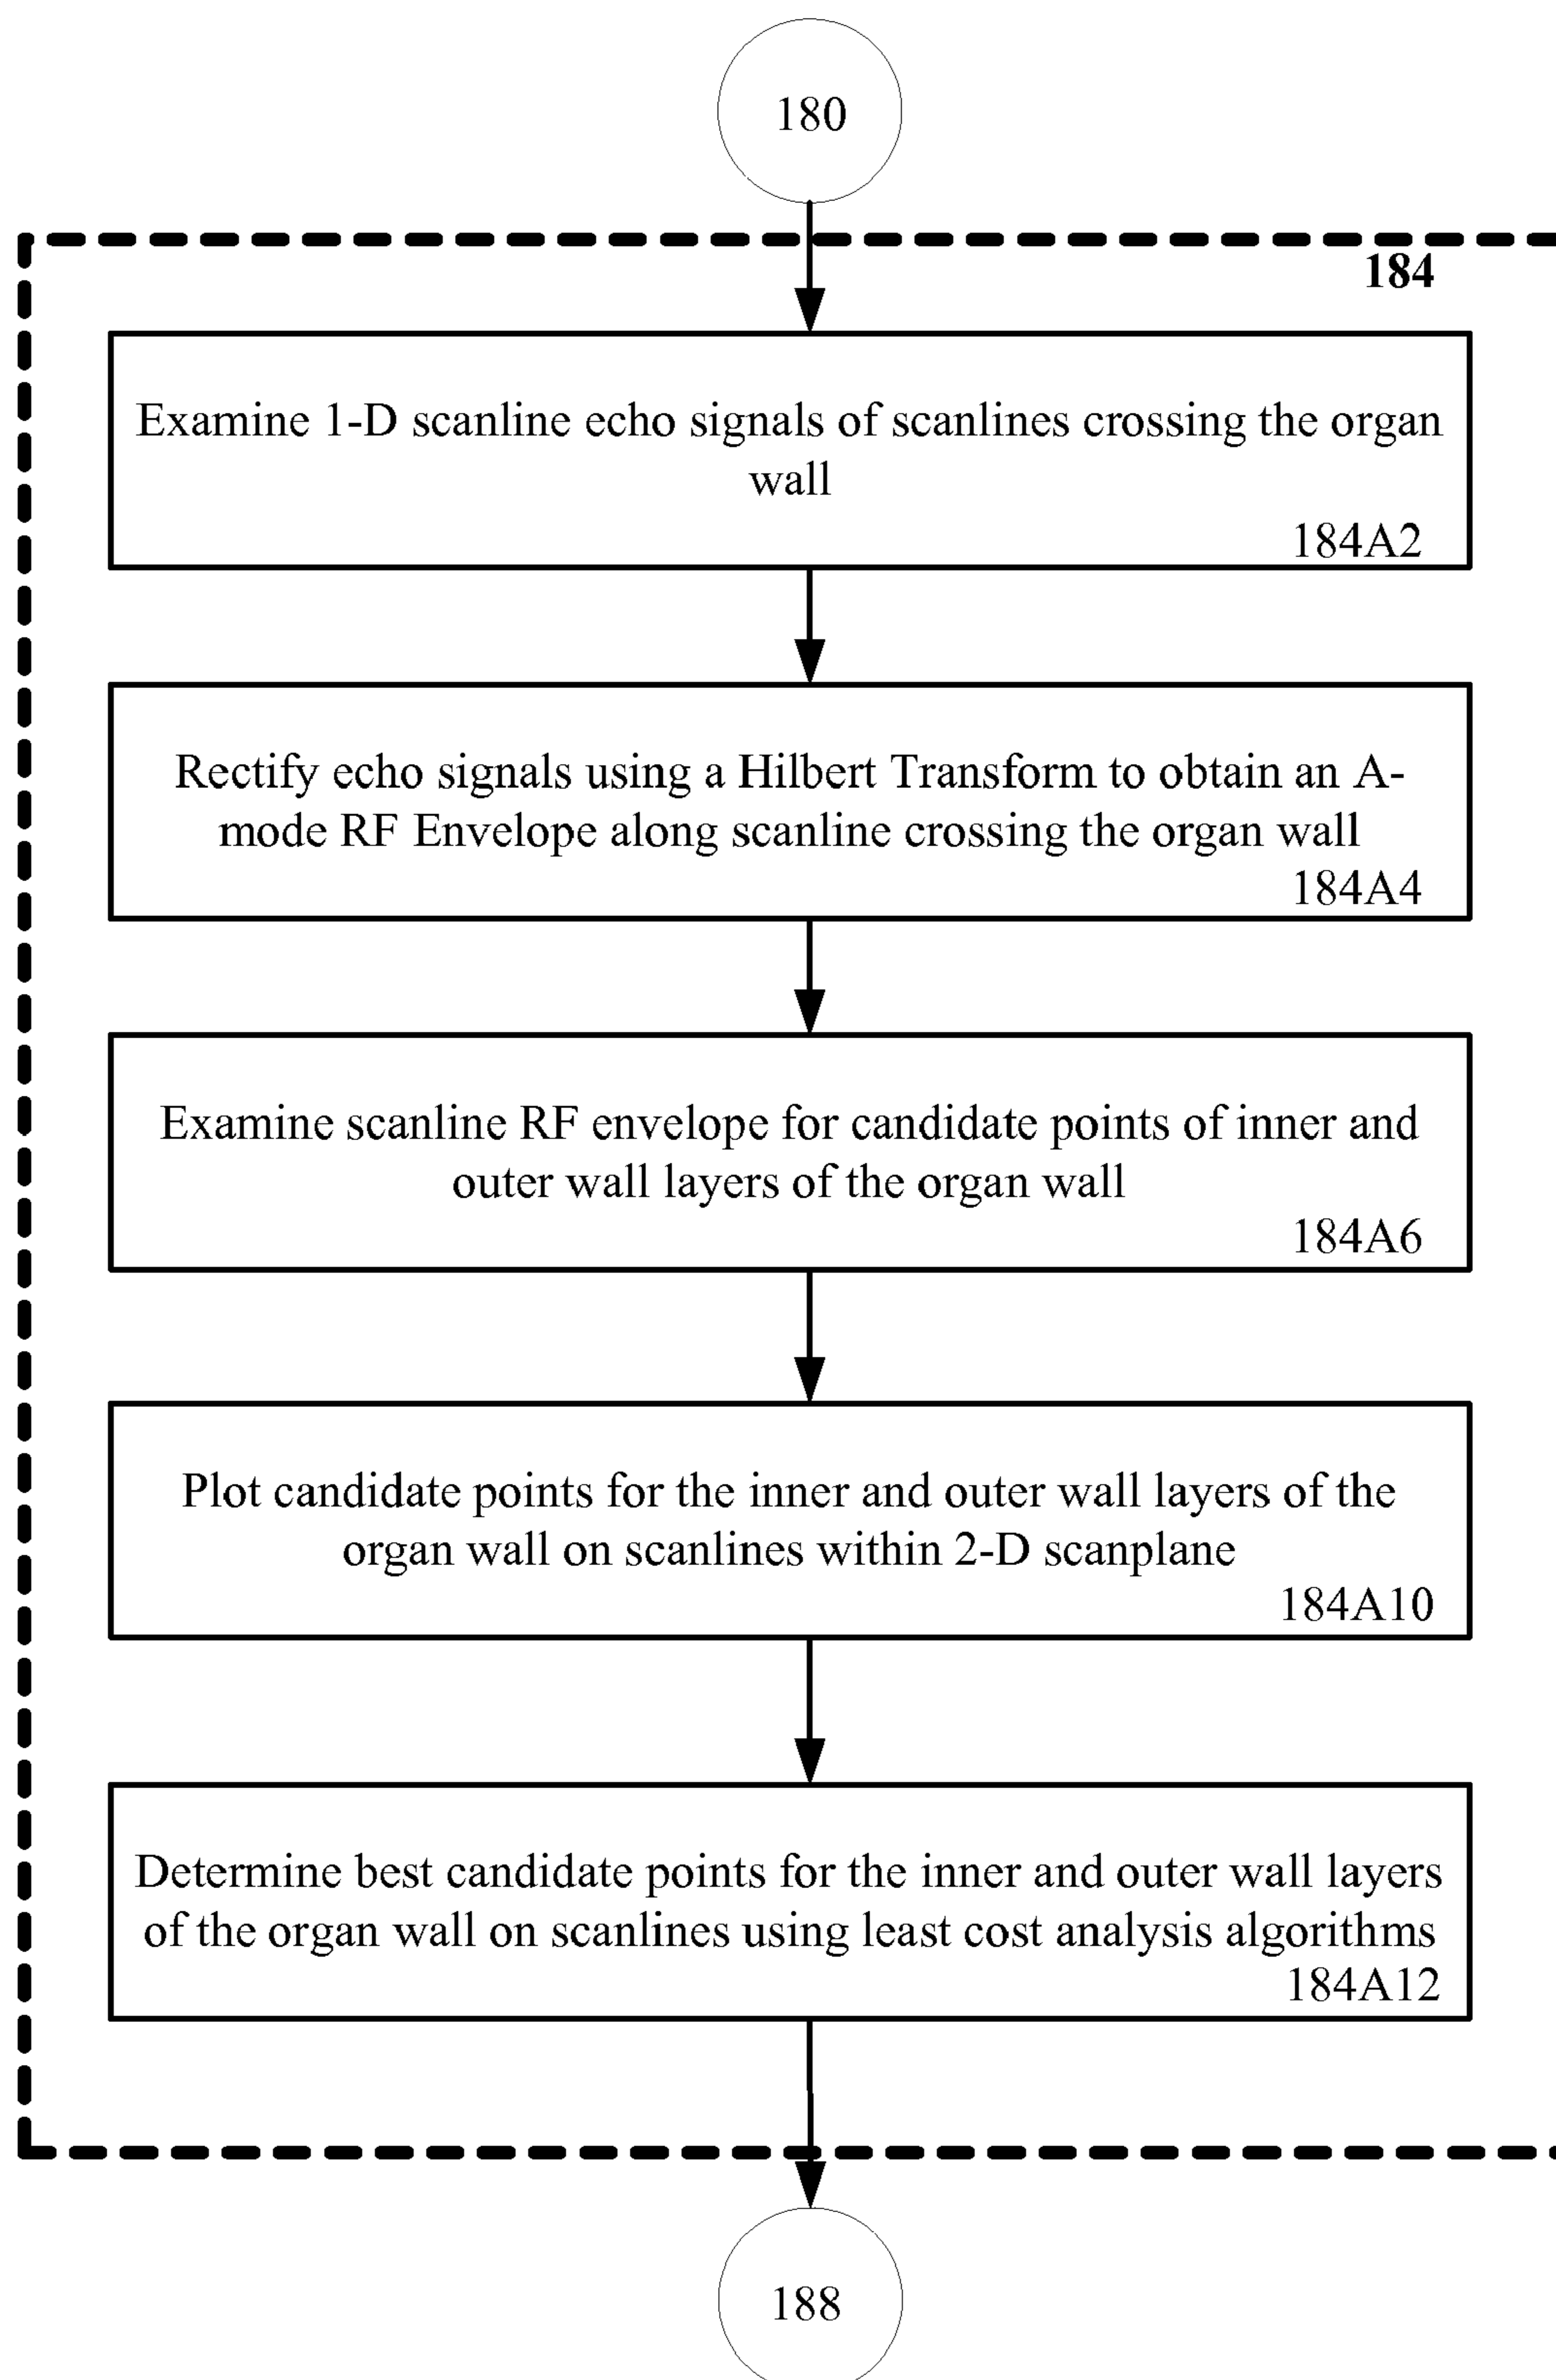 180
184
Examine 1-D scanline echo signals of scanlines crossing the organ
wall
184A2
Rectify echo signals using a Hilbert Transform to obtain an A-
mode RF Envelope along scanline crossing the organ wall
184A4
Examine scanline RF envelope for candidate points of inner and
outer wall layers of the organ wall
184A6
Plot candidate points for the inner and outer wall layers of the
organ wall on scanlines within 2-D scanplane
184A10
Determine best candidate points for the inner and outer wall layers
of the organ wall on scanlines using least cost analysis algorithms
184A12
188